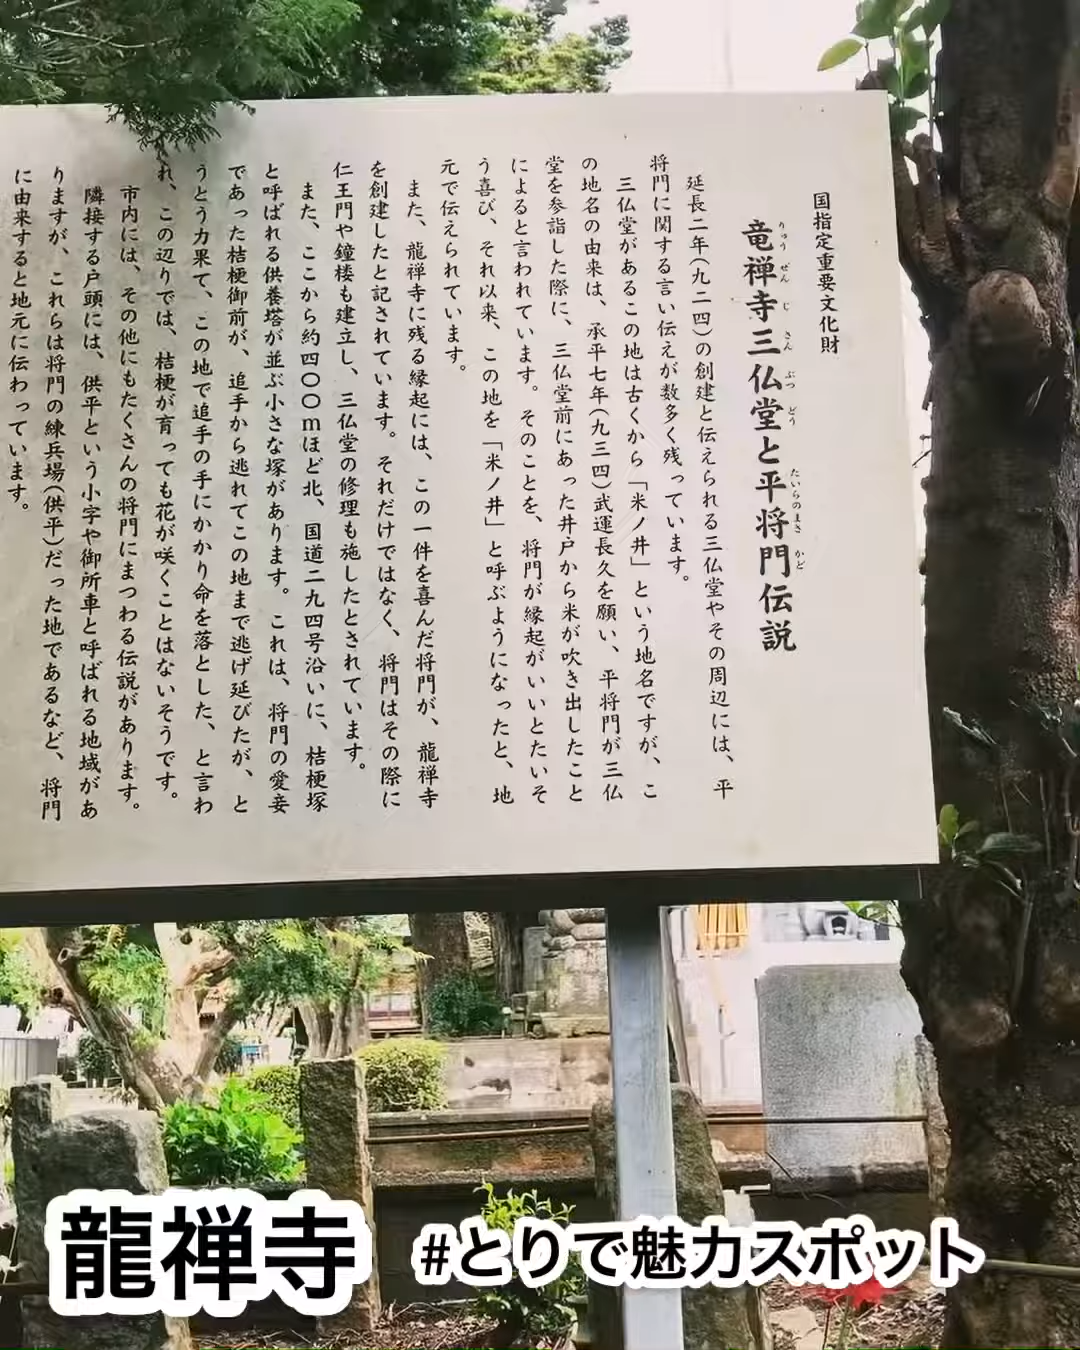 国指定重要文化財
竜禅寺三仏堂と平将門伝説
りゅう ぜん じ さん ぶつ どう たいらのまさ かど
延長二年(九二四)の創建と伝えられる三仏堂やその周辺には、平
将門に関する言い伝えが数多く残っています。
三仏堂があるこの地は古くから「米ノ井」という地名ですが、こ
の地名の由来は、承平七年(九三四)武運長久を願い、平将門が三仏
堂を参詣した際に、三仏堂前にあった井戸から米が吹き出したこと
によると言われています。そのことを、将門が縁起がいいとたいそ
う喜び、それ以来、この地を「米ノ井」と呼ぶようになったと、地
元で伝えられています。
また、龍禅寺に残る縁起には、この一件を喜んだ将門が、龍禅寺
を創建したと記されています。それだけではなく、将門はその際に
仁王門や鐘楼も建立し、三仏堂の修理も施したとされています。
また、ここから約四〇〇mほど北、国道二九四号沿いに、桔梗塚
と呼ばれる供養塔が並ぶ小さな塚があります。これは、将門の愛妾
であった桔梗御前が、追手から逃れてこの地まで逃げ延びたが、と
うとう力果て、この地で追手の手にかかり命を落とした、と言わ
れ、この辺りでは、桔梗が育っても花が咲くことはないそうです。
市内には、その他にもたくさんの将門にまつわる伝説があります。
隣接する戸頭には、供平という小字や御所車と呼ばれる地域があ
りますが、これらは将門の練兵場(供平)だった地であるなど、将門
に由来すると地元に伝わっています。
龍禅寺
#とりで魅力スポット